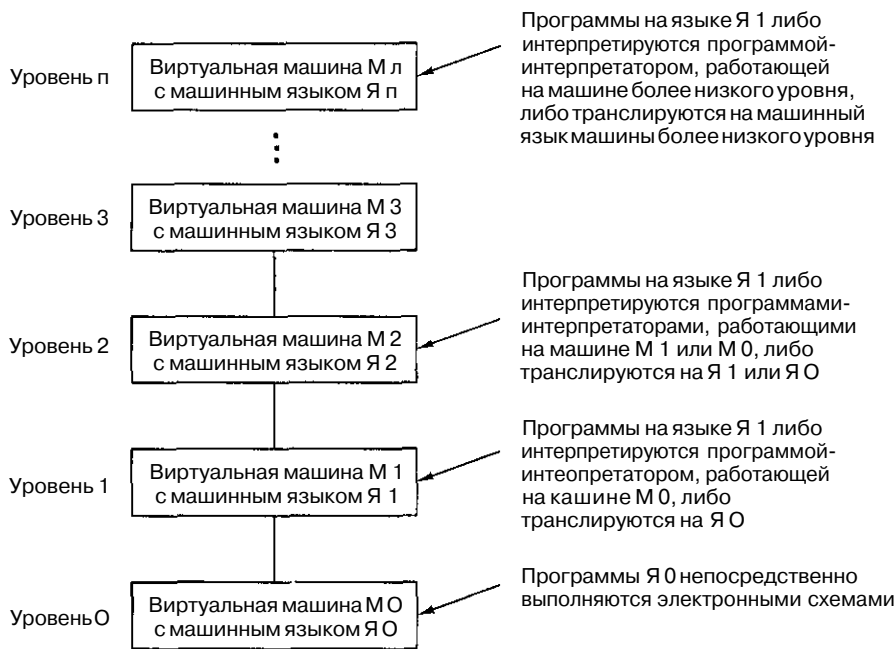 Программы на языке Я 1 либо
интерпретируются программой-
интерпретатором, работающей
на машине более низкого уровня,
либо транслируются на машинный
язык машины более низкого уровня
Уровень п
Виртуальная машина М л
с машинным языком Я п
Уровень 3
Виртуальная машина М 3
с машинным языком Я 3
Программы на языке Я 1 либо
интерпретируются программами-
интерпретаторами, работающими
на машине М 1 или М 0, либо
транслируются на Я 1 или Я О
Уровень 2
Виртуальная машина М 2
с машинным языком Я 2
Программы на языке Я 1 либо
интерпретируются программой-
интеопретатором, работающей
на кашине М 0, либо
транслируются на Я О
Уровень 1
Виртуальная машина М 1
с машинным языком Я 1
Программы Я 0 непосредственно
выполняются электронными схемами
Уровень О
Виртуальная машина М О
с машинным языком Я О